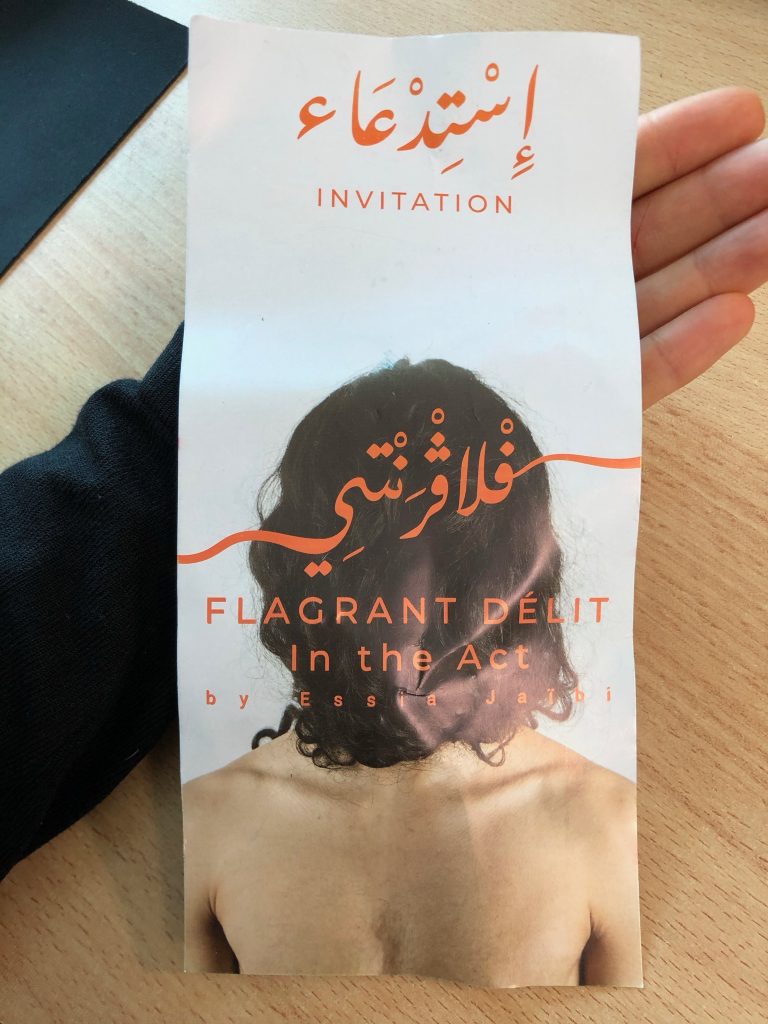 إِسْتِدْعَاء
INVITATION
فْلاڨْرَنْتِي
FLAGRANT DÉLIT
In the Act
by Essia Jaïbi